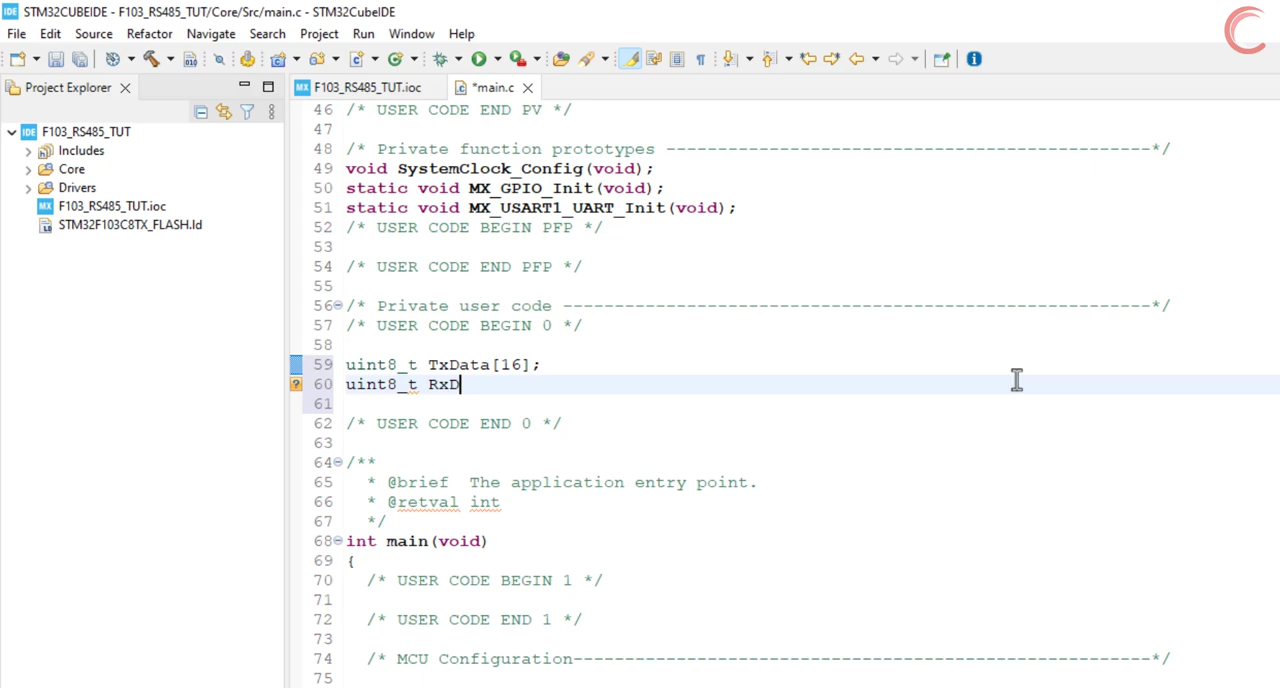 STM32CUBEIDE - F103_RS485_TUT/Core/Src/main.c - STM32CubeIDE
File Edit Source Refactor Navigate Search Project Run Window Help
Project Explorer
F103_RS485_TUT
Includes
Core
Drivers
F103_RS485_TUT.ioc
STM32F103C8TX_FLASH.ld
F103_RS485_TUT.ioc
*main.c
46 /* USER CODE END PV */
47
48 /* Private function prototypes -----------------------------------------------*/
49 void SystemClock_Config(void);
50 static void MX_GPIO_Init(void);
51 static void MX_USART1_UART_Init(void);
52 /* USER CODE BEGIN PFP */
53
54 /* USER CODE END PFP */
55
56 /* Private user code ---------------------------------------------------------*/
57 /* USER CODE BEGIN 0 */
58
59 uint8_t TxData[16];
60 uint8_t RxD
61
62 /* USER CODE END 0 */
63
64 /**
65 * @brief  The application entry point.
66 * @retval int
67 */
68 int main(void)
69 {
70 /* USER CODE BEGIN 1 */
71
72 /* USER CODE END 1 */
73
74 /* MCU Configuration--------------------------------------------------------*/
75